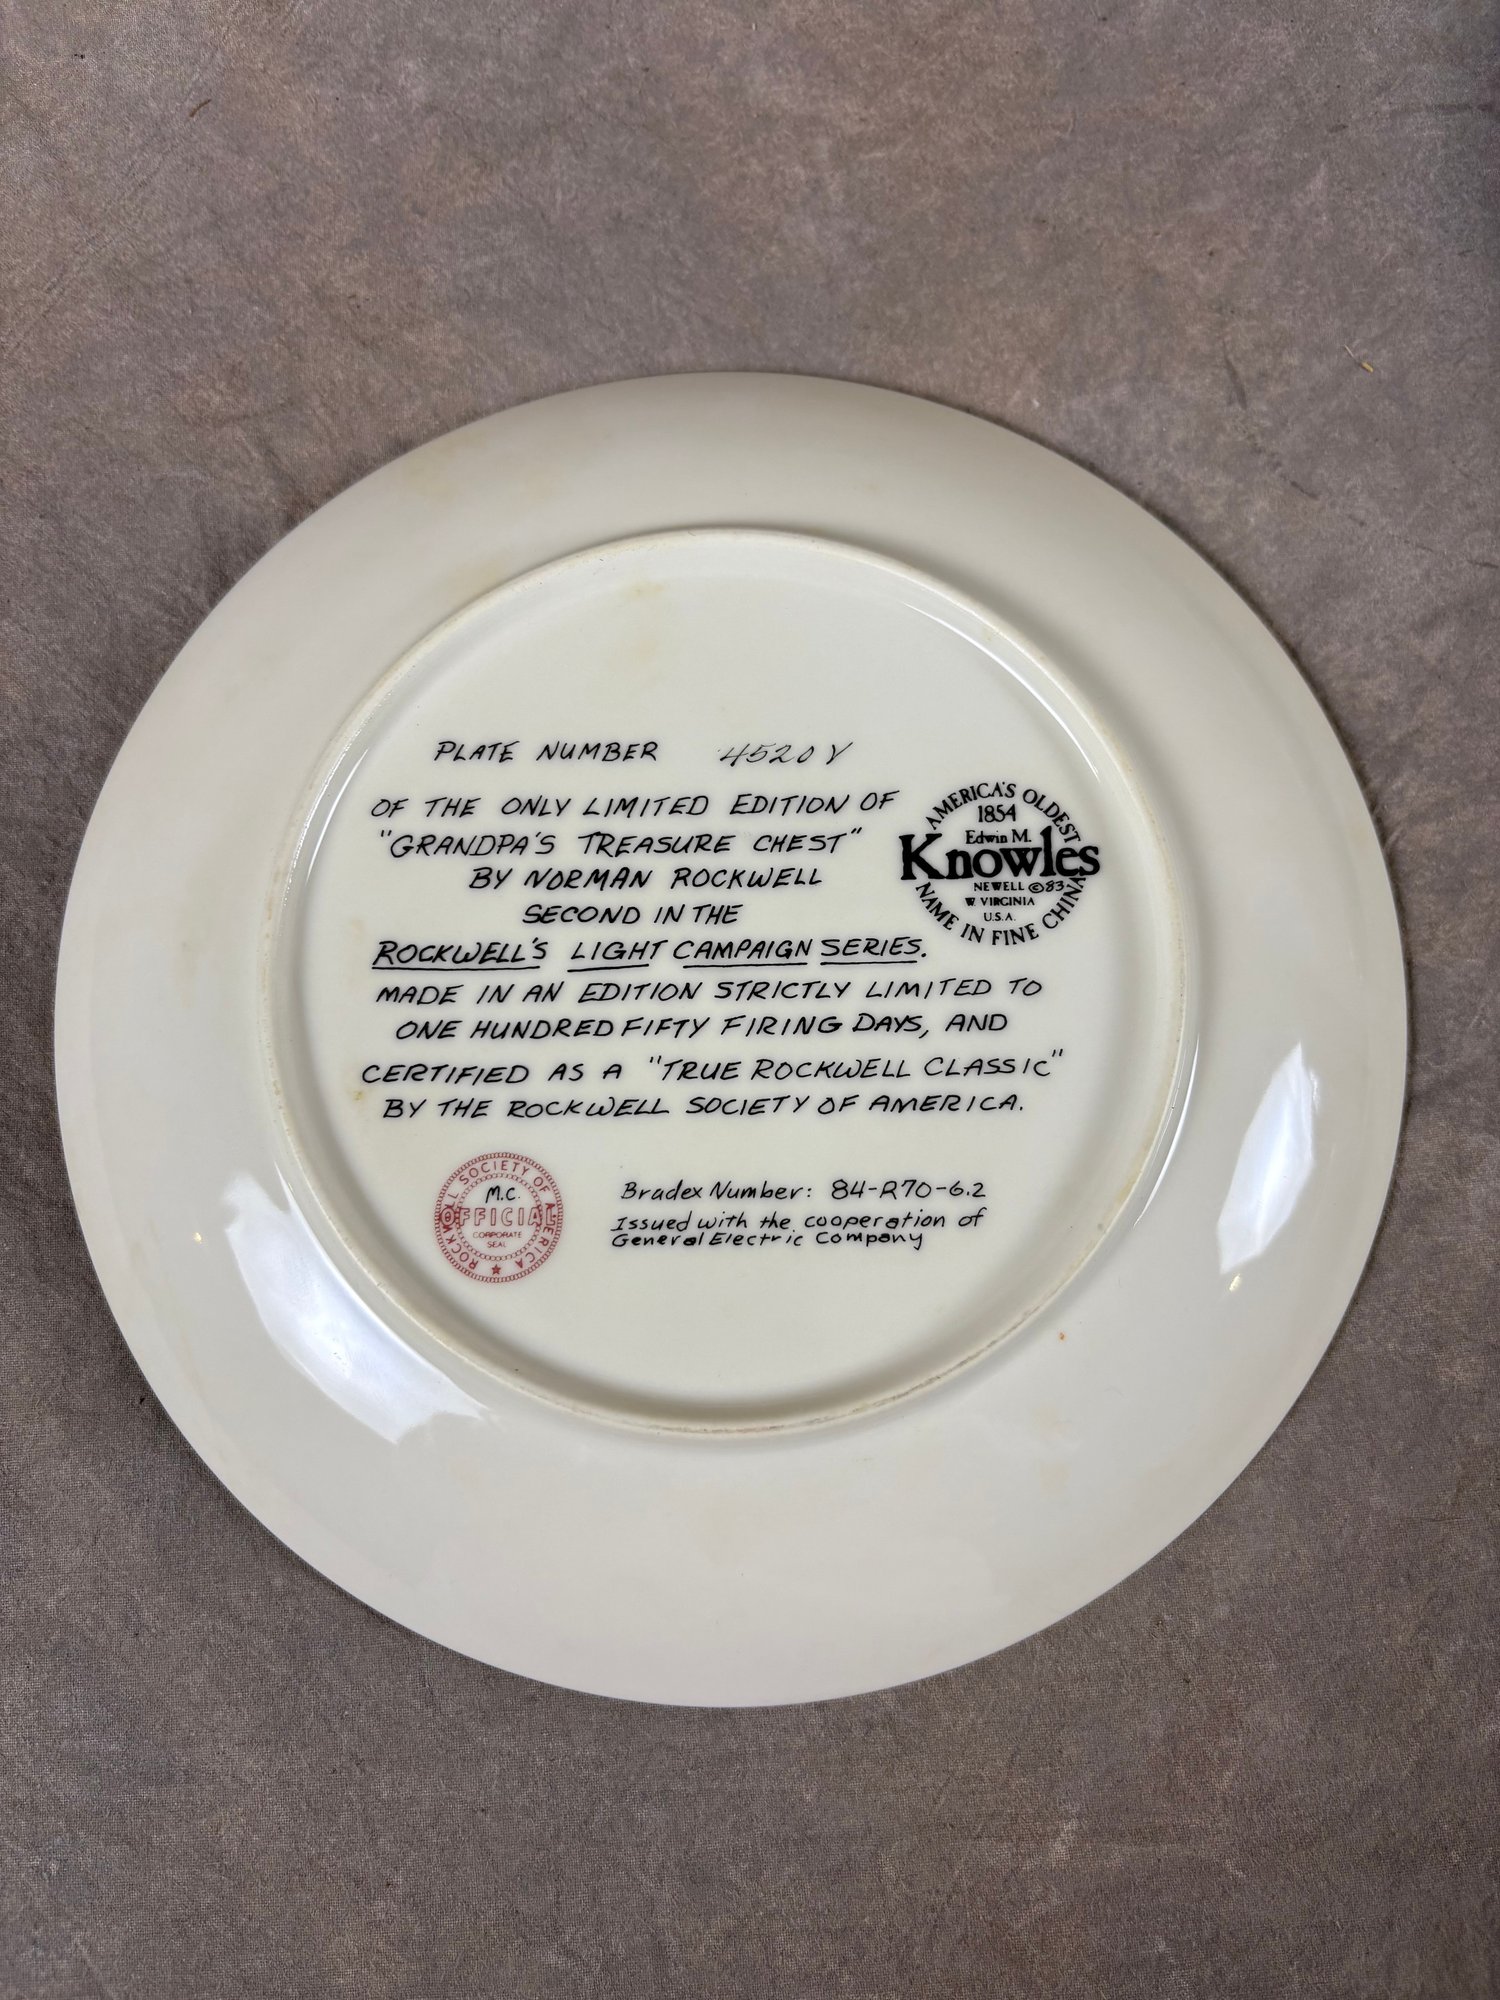 PLATE NUMBER 4520Y
OF THE ONLY LIMITED EDITION OF
"GRANDPA'S TREASURE CHEST"
BY NORMAN ROCKWELL
SECOND IN THE
ROCKWELL'S LIGHT CAMPAIGN SERIES.
MADE IN AN EDITION STRICTLY LIMITED TO
ONE HUNDRED FIFTY FIRING DAYS, AND
CERTIFIED AS A "TRUE ROCKWELL CLASSIC"
BY THE ROCKWELL SOCIETY OF AMERICA.
AMERICA'S OLDEST
1854
Edwin M.
Knowles
NEWELL ©83
W. VIRGINIA
U.S.A.
NAME IN FINE CHINA
ROCKWELL SOCIETY OF AMERICA
M.C.
OFFICIAL
CORPORATE
SEAL
Bradex Number: 84-R70-6.2
Issued with the cooperation of
General Electric Company